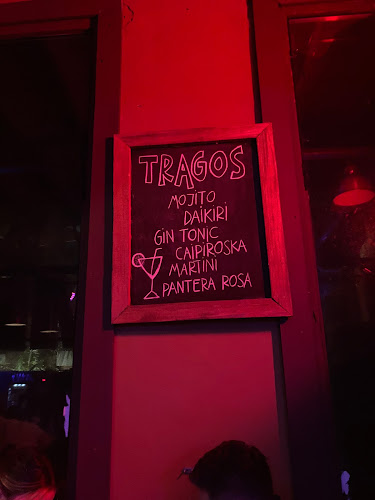 TRAGOS
MOJITO
DAIKIRI
GIN TONIC
CAIPIROSKA
MARTINI
PANTERA ROSA